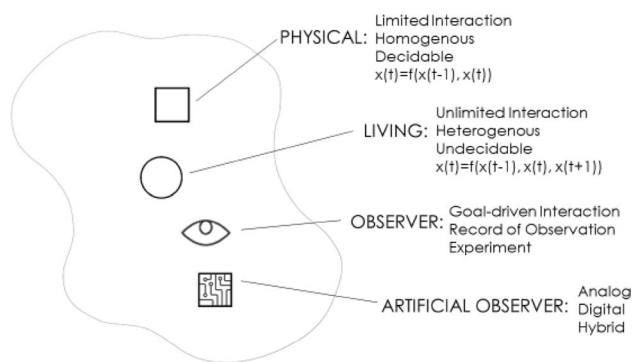 PHYSICAL: Limited Interaction
Homogenous
Decidable
x(t)=f(x(t-1), x(t))
LIVING: Unlimited Interaction
Heterogenous
Undecidable
x(t)=f(x(t-1), x(t), x(t+1))
OBSERVER: Goal-driven Interaction
Record of Observation
Experiment
ARTIFICIAL OBSERVER: Analog
Digital
Hybrid